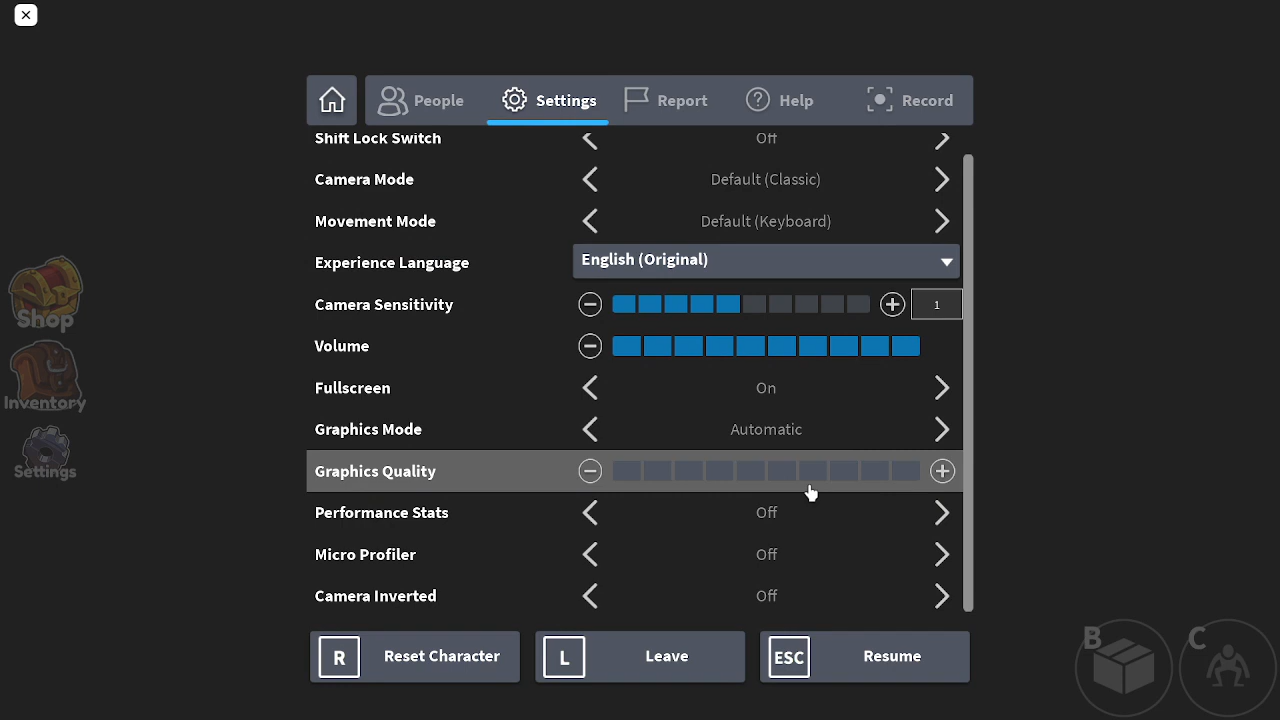 People Settings Report Help Record
Shift Lock Switch Off
Camera Mode Default (Classic)
Movement Mode Default (Keyboard)
Experience Language English (Original)
Camera Sensitivity 1
Volume
Fullscreen On
Graphics Mode Automatic
Graphics Quality
Performance Stats Off
Micro Profiler Off
Camera Inverted Off
R Reset Character L Leave ESC Resume
Shop
Inventory
Settings
B C